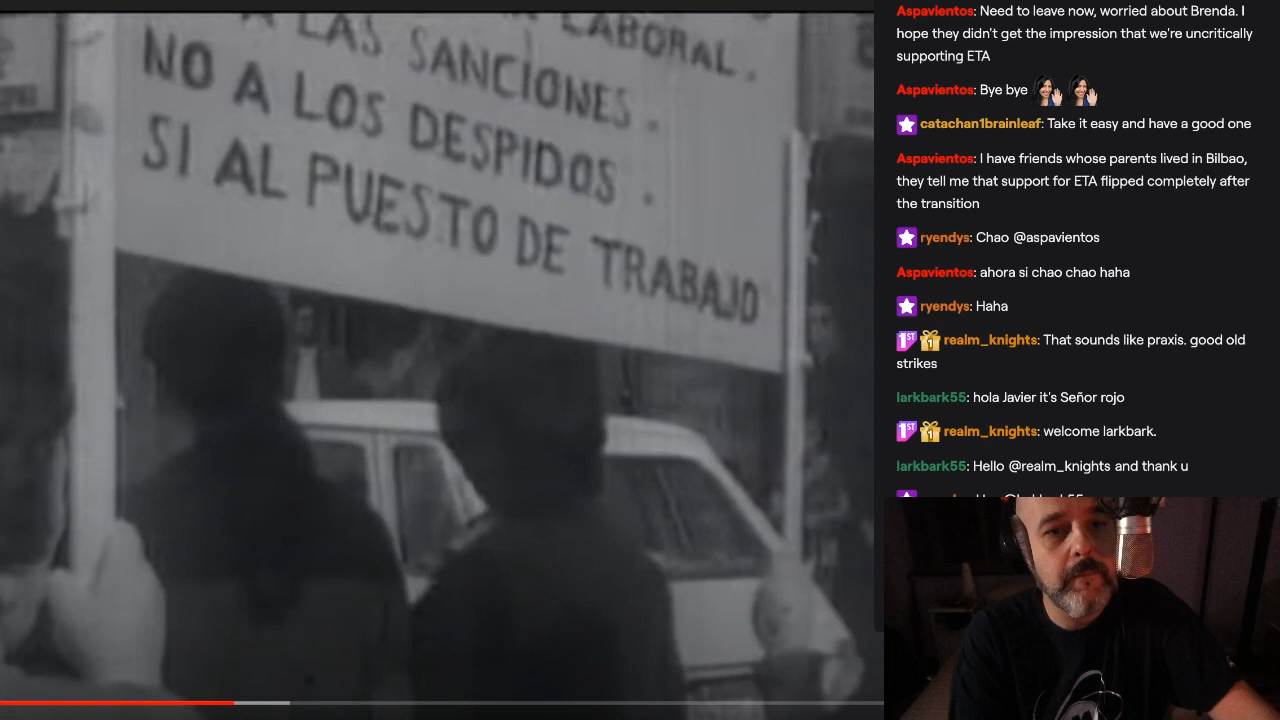 A LAS SANCIONES.
LABORAL.
NO A LOS DESPIDOS.
SI AL PUESTO DE TRABAJO
Aspavientos: Need to leave now, worried about Brenda. I
hope they didn't get the impression that we're uncritically
supporting ETA
Aspavientos: Bye bye
catachan1brainleaf: Take it easy and have a good one
Aspavientos: I have friends whose parents lived in Bilbao,
they tell me that support for ETA flipped completely after
the transition
ryendys: Chao @aspavientos
Aspavientos: ahora si chao chao haha
ryendys: Haha
1ST 1 realm_knights: That sounds like praxis. good old
strikes
larkbark55: hola Javier it's Señor rojo
1ST 1 realm_knights: welcome larkbark.
larkbark55: Hello @realm_knights and thank u